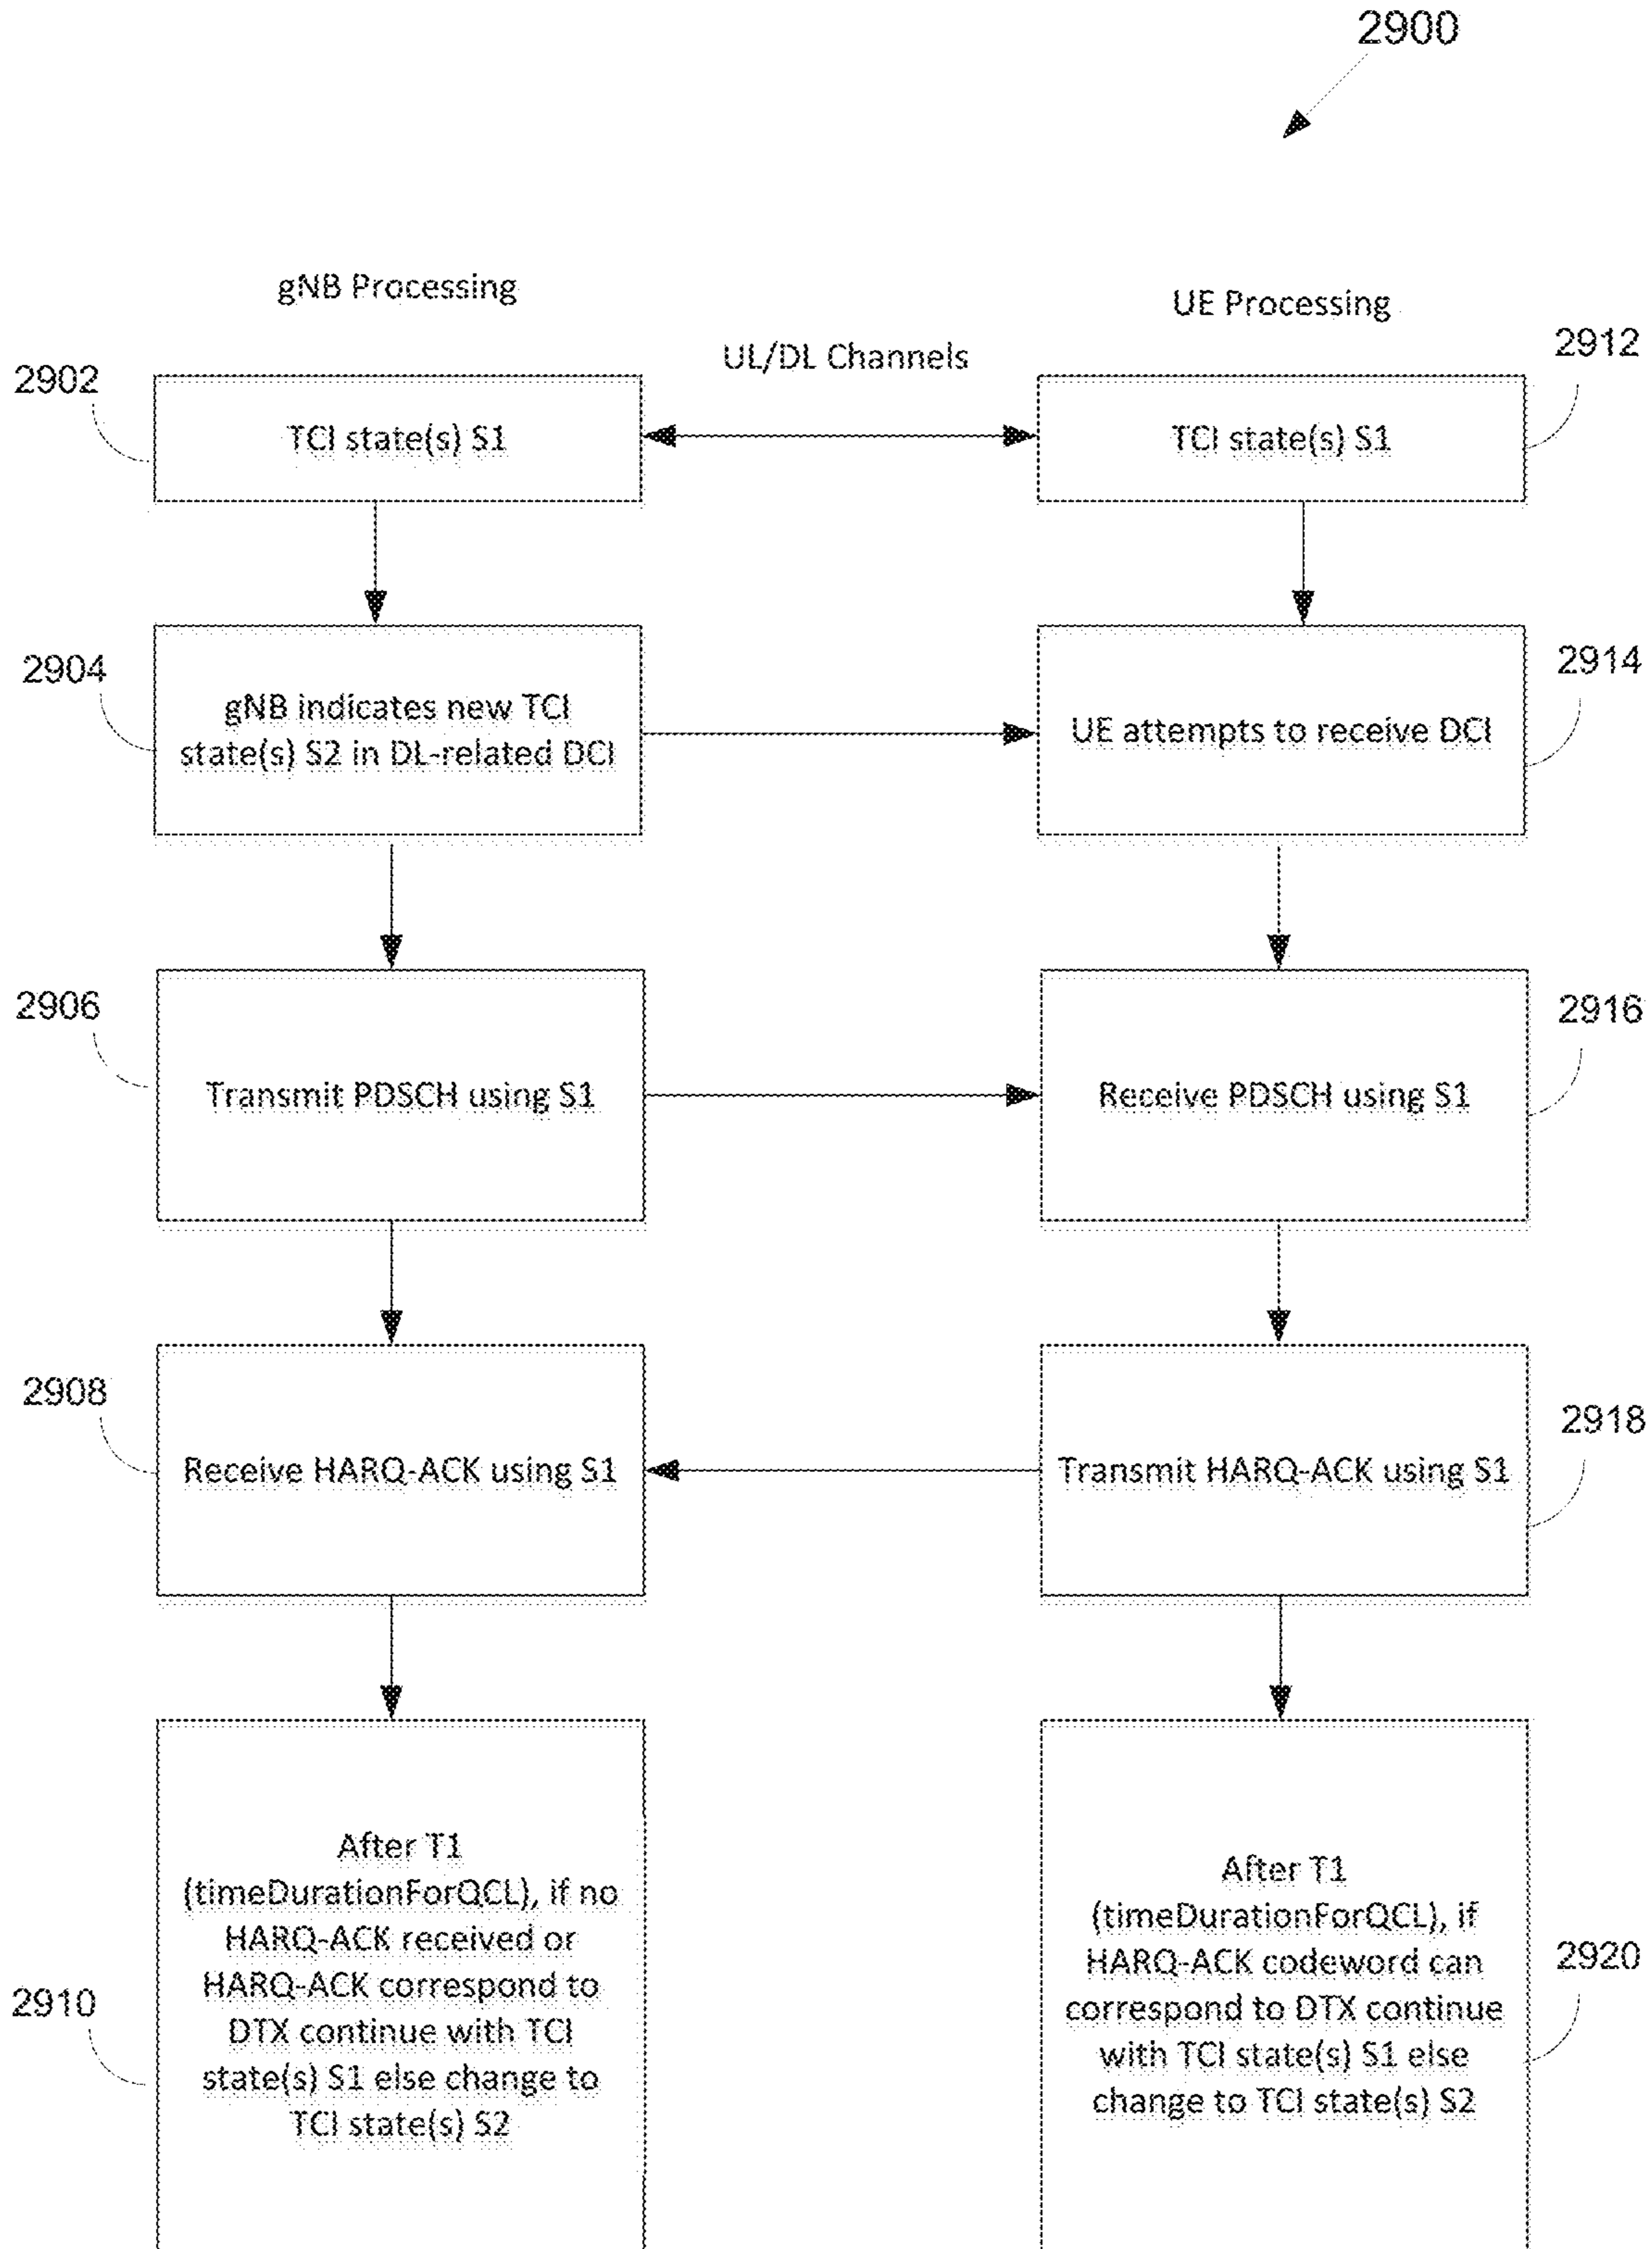 2900
gNB Processing
UE Processing
UL/DL Channels
2902
TCI state(s) S1
TCI state(s) S1
2912
2904
gNB indicates new TCI
state(s) S2 in DL-related DCI
UE attempts to receive DCI
2914
2906
Transmit PDSCH using S1
Receive PDSCH using S1
2916
2908
Receive HARQ-ACK using S1
Transmit HARQ-ACK using S1
2918
2910
After T1
(timeDurationForQCL), if no
HARQ-ACK received or
HARQ-ACK correspond to
DTX continue with TCI
state(s) S1 else change to
TCI state(s) S2
After T1
(timeDurationForQCL), if
HARQ-ACK codeword can
correspond to DTX continue
with TCI state(s) S1 else
change to TCI state(s) S2
2920